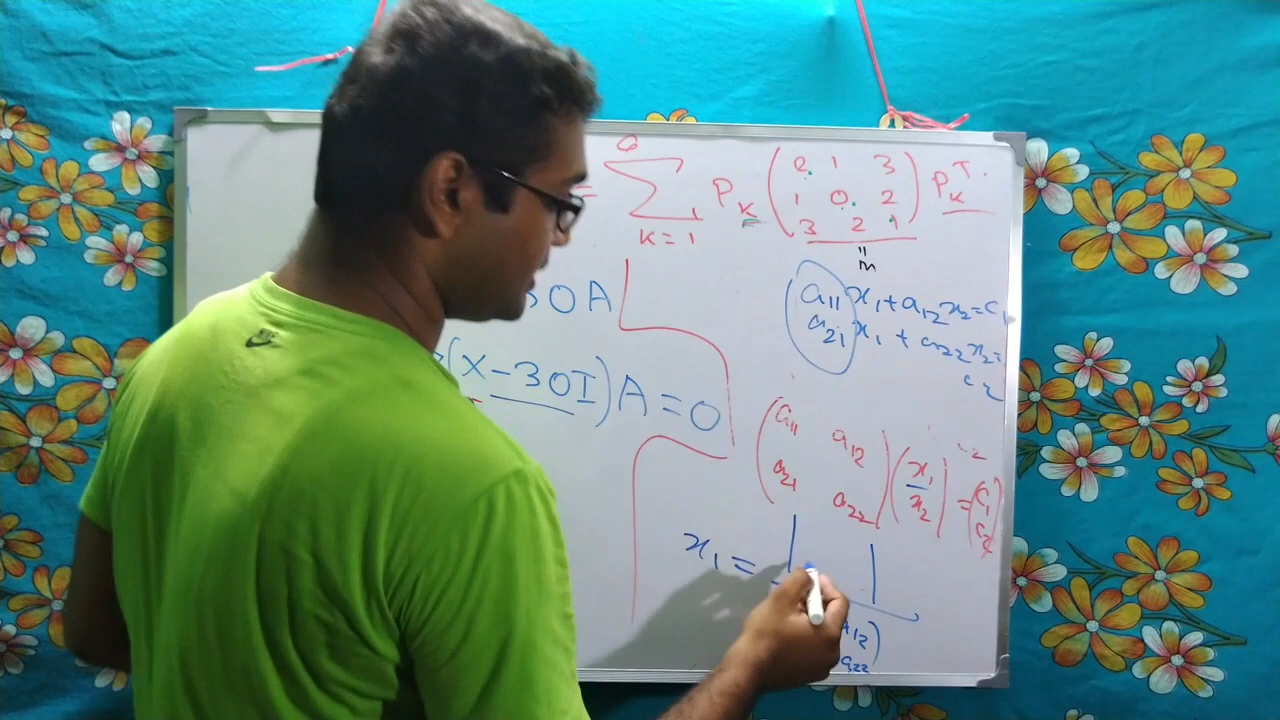 = 6
∑
K=1 P_K ( 2 1 3
1 0 2
3 2 1 ) P_K^T.
"
m
30A
(X-30I)A=0
a11 x1+a12 x2=c1
a21 x1 + a22 x2=
c2
( a11 a12
a21 a22 ) ( x1
x2 ) = ( c1
c2 )
x1 =
a12
a22 )